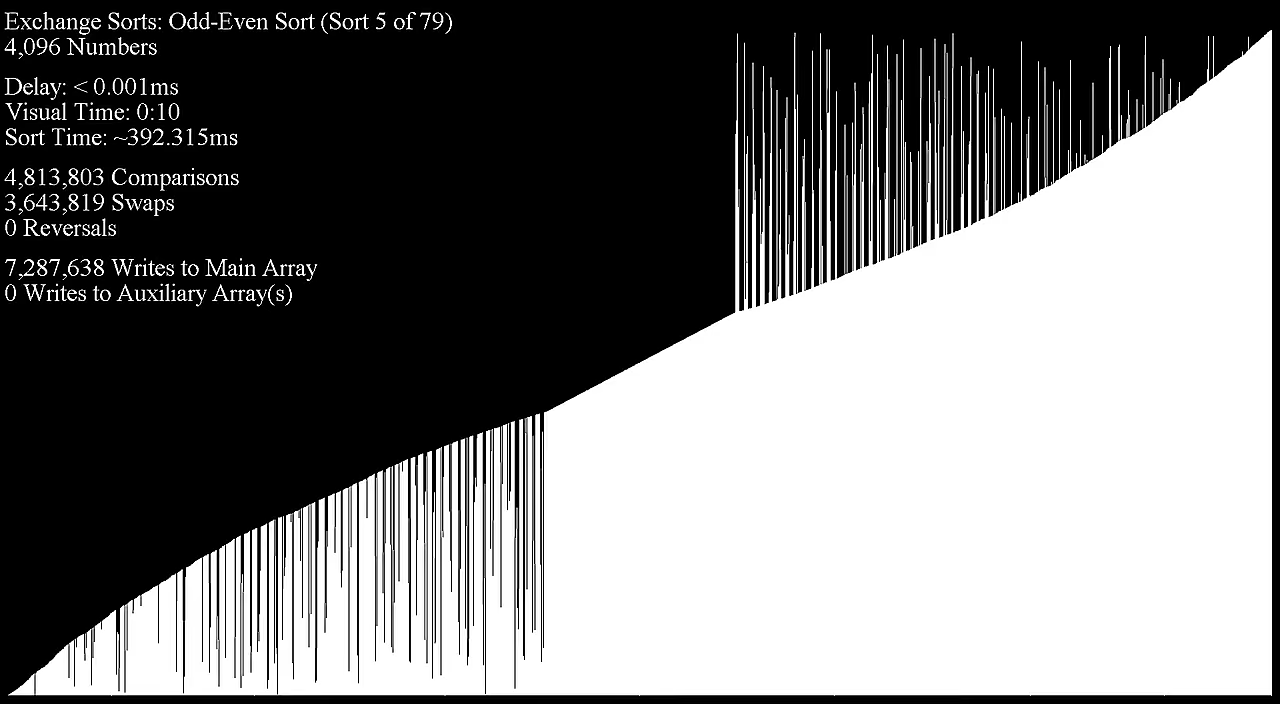 Exchange Sorts: Odd-Even Sort (Sort 5 of 79)
4,096 Numbers
Delay: < 0.001ms
Visual Time: 0:10
Sort Time: ~392.315ms
4,813,803 Comparisons
3,643,819 Swaps
0 Reversals
7,287,638 Writes to Main Array
0 Writes to Auxiliary Array(s)